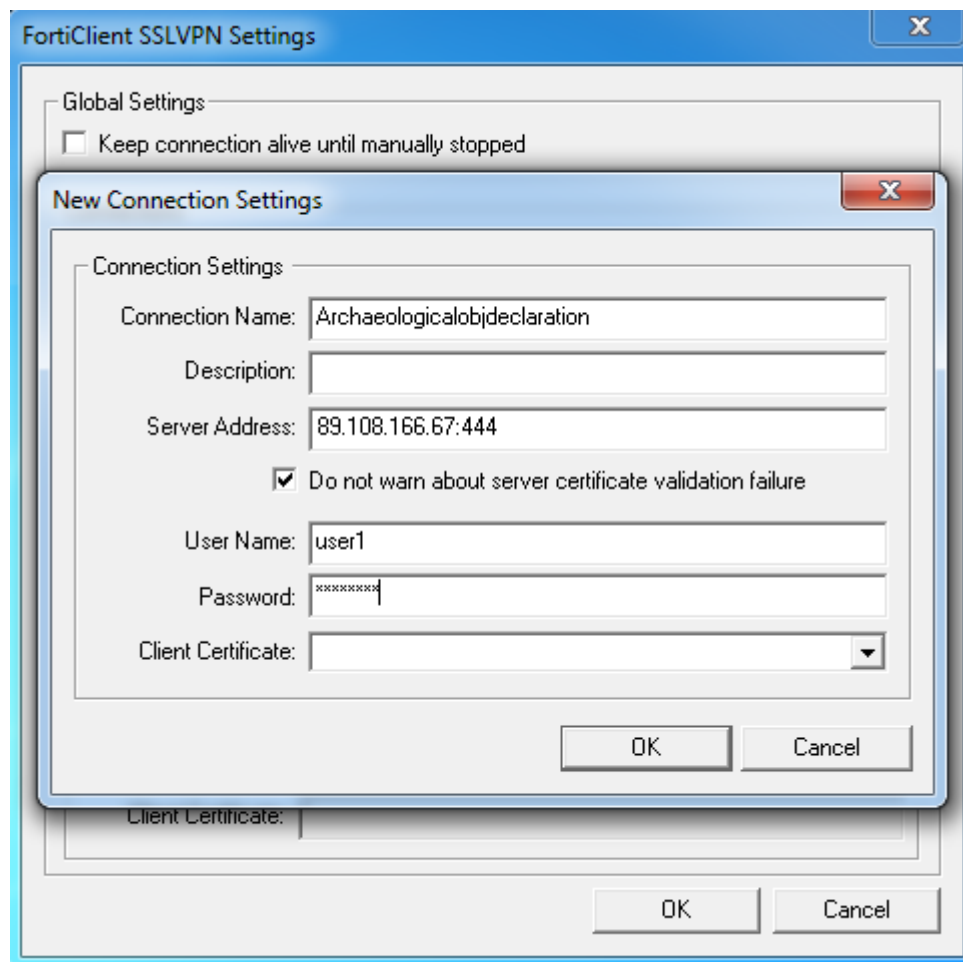 FortiClient SSLVPN Settings
Global Settings
Keep connection alive until manually stopped
New Connection Settings
Connection Settings
Connection Name: Archaeologicalobjdeclaration
Description:
Server Address: 89.108.166.67:444
Do not warn about server certificate validation failure
User Name: user1
Password: ********
Client Certificate:
OK Cancel
Client Certificate:
OK Cancel